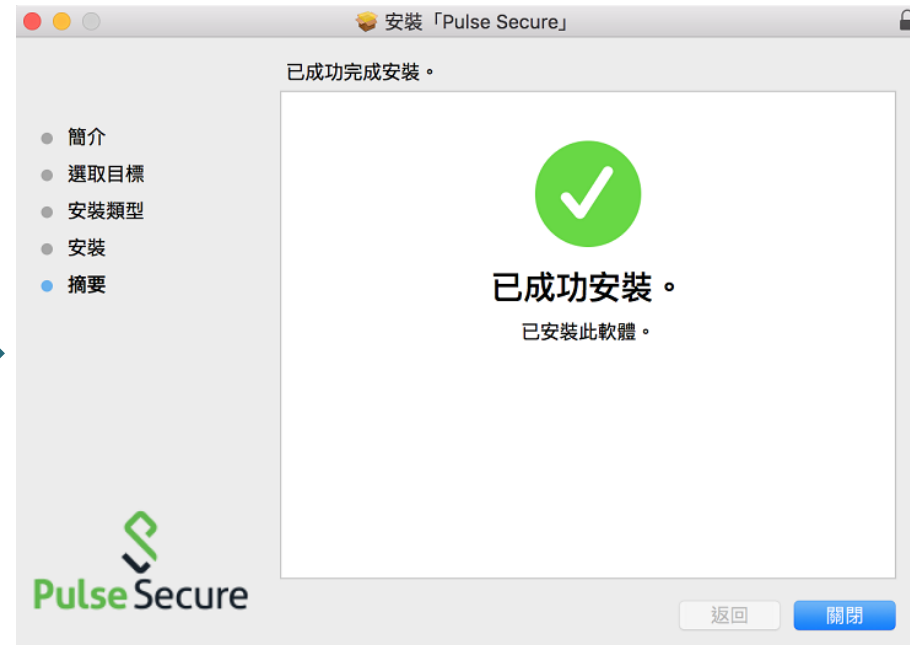 安裝「Pulse Secure」
已成功完成安裝。
簡介
選取目標
安裝類型
安裝
摘要
已成功安裝。
已安裝此軟體。
Pulse Secure
返回
關閉